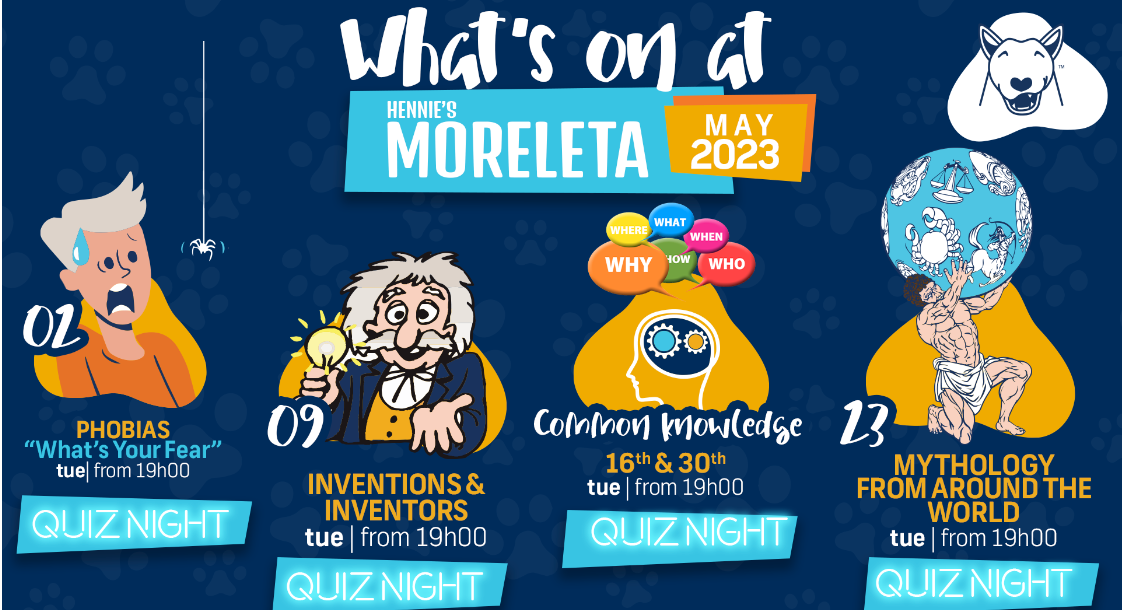 What's on at
HENNIE'S
MORELETA
MAY
2023
TM
WHERE
WHAT
WHEN
WHY
HOW
WHO
02
PHOBIAS
“What's Your Fear”
tue| from 19h00
QUIZ NIGHT
09
INVENTIONS &
INVENTORS
tue | from 19h00
QUIZ NIGHT
Common knowledge
16th & 30th
tue | from 19h00
QUIZ NIGHT
23
MYTHOLOGY
FROM AROUND THE
WORLD
tue | from 19h00
QUIZ NIGHT